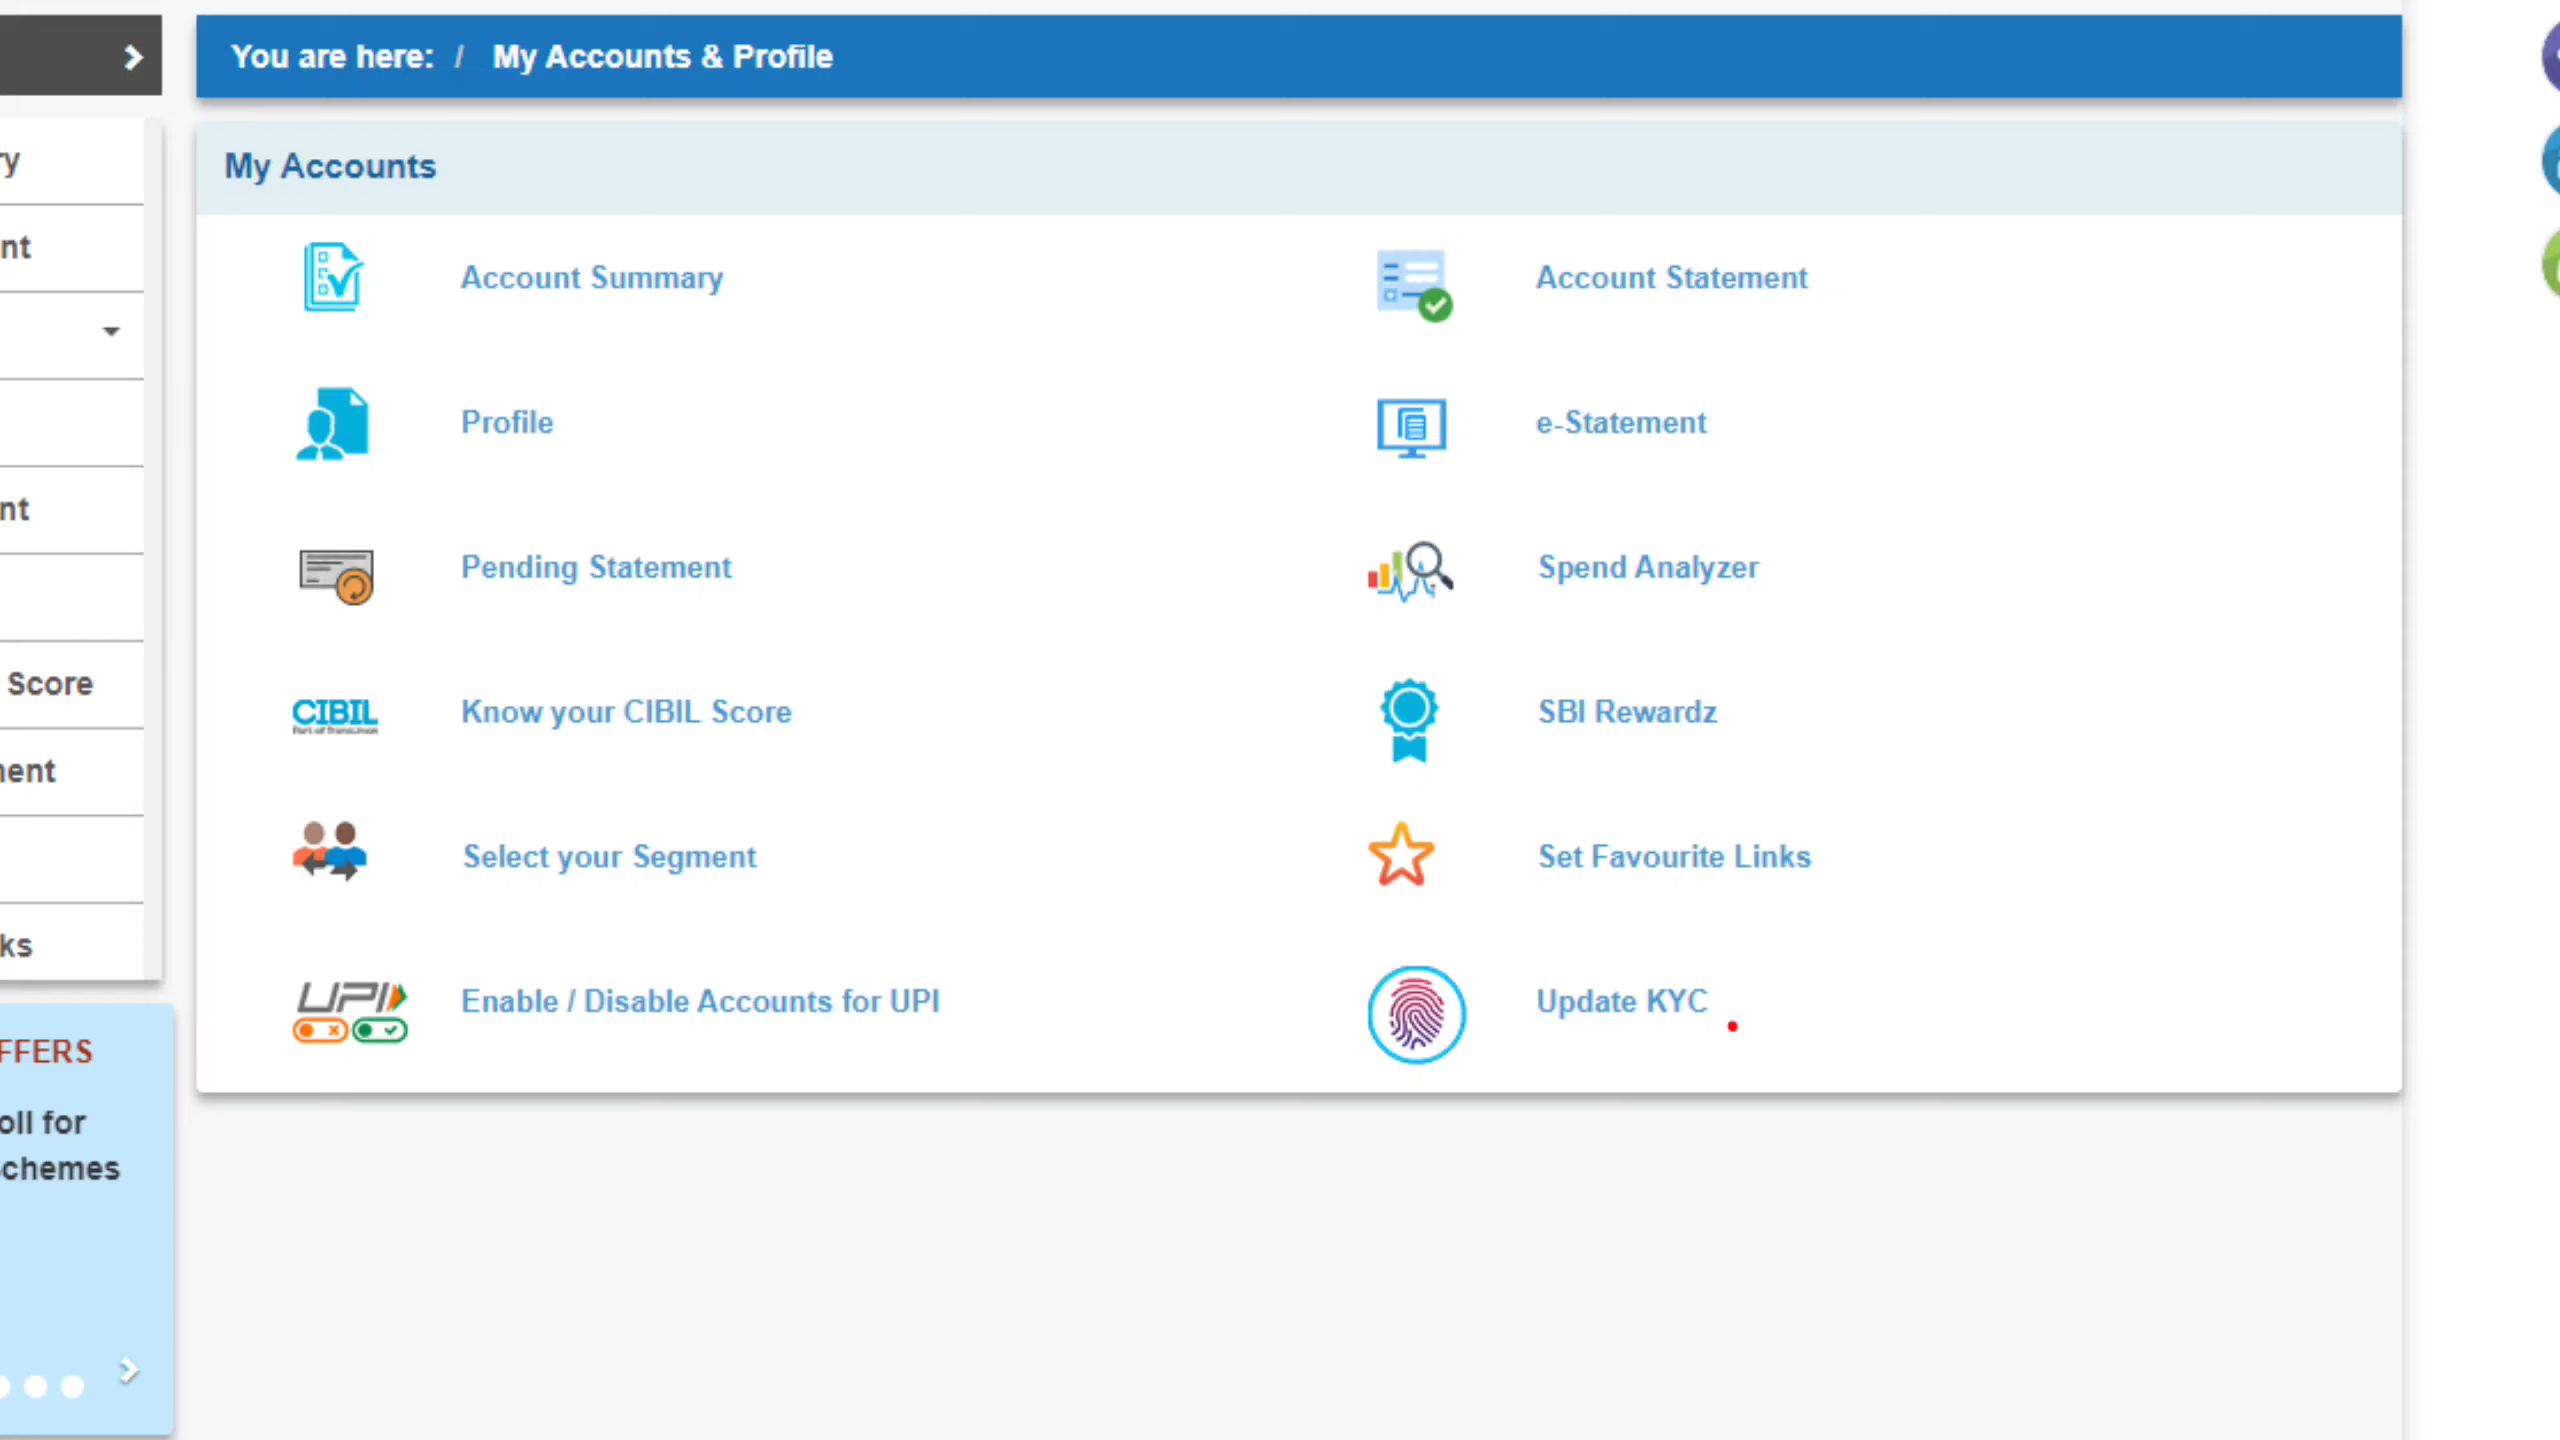 You are here: / My Accounts & Profile
My Accounts
Account Summary
Account Statement
Profile
e-Statement
Pending Statement
Spend Analyzer
CIBIL
Know your CIBIL Score
SBI Rewardz
Select your Segment
Set Favourite Links
UPI
Enable / Disable Accounts for UPI
Update KYC
ry
nt
nt
Score
nent
ks
FFERS
oll for
chemes